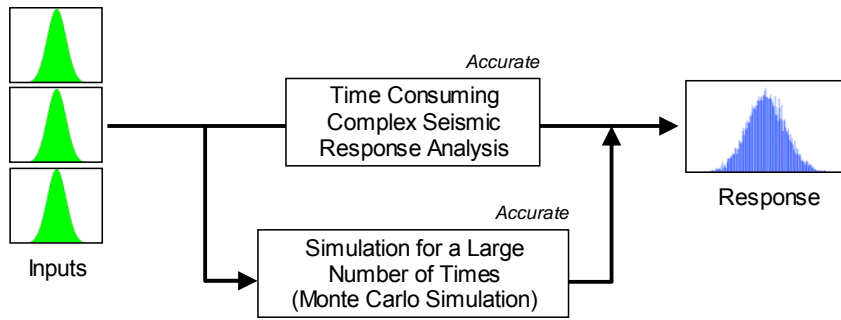 Accurate
Time Consuming
Complex Seismic
Response Analysis
Response
Accurate
Simulation for a Large
Number of Times
(Monte Carlo Simulation)
Inputs